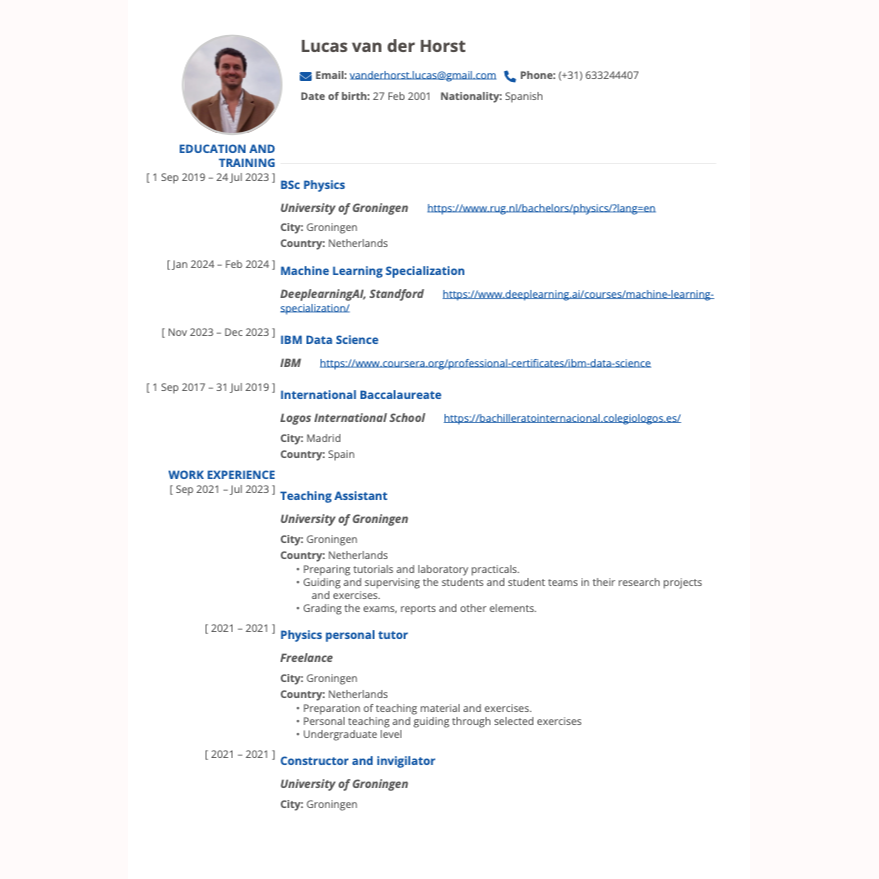 Lucas van der Horst
Email: vanderhorst.lucas@gmail.com Phone: (+31) 633244407
Date of birth: 27 Feb 2001 Nationality: Spanish
EDUCATION AND
TRAINING
[ 1 Sep 2019 – 24 Jul 2023 ]
BSc Physics
University of Groningen https://www.rug.nl/bachelors/physics/?lang=en
City: Groningen
Country: Netherlands
[ Jan 2024 – Feb 2024 ]
Machine Learning Specialization
DeeplearningAI, Standford https://www.deeplearning.ai/courses/machine-learning-
specialization/
[ Nov 2023 – Dec 2023 ]
IBM Data Science
IBM https://www.coursera.org/professional-certificates/ibm-data-science
[ 1 Sep 2017 – 31 Jul 2019 ]
International Baccalaureate
Logos International School https://bachilleratointernacional.colegiologos.es/
City: Madrid
Country: Spain
WORK EXPERIENCE
[ Sep 2021 – Jul 2023 ]
Teaching Assistant
University of Groningen
City: Groningen
Country: Netherlands
• Preparing tutorials and laboratory practicals.
• Guiding and supervising the students and student teams in their research projects
and exercises.
• Grading the exams, reports and other elements.
[ 2021 – 2021 ]
Physics personal tutor
Freelance
City: Groningen
Country: Netherlands
• Preparation of teaching material and exercises.
• Personal teaching and guiding through selected exercises
• Undergraduate level
[ 2021 – 2021 ]
Constructor and invigilator
University of Groningen
City: Groningen